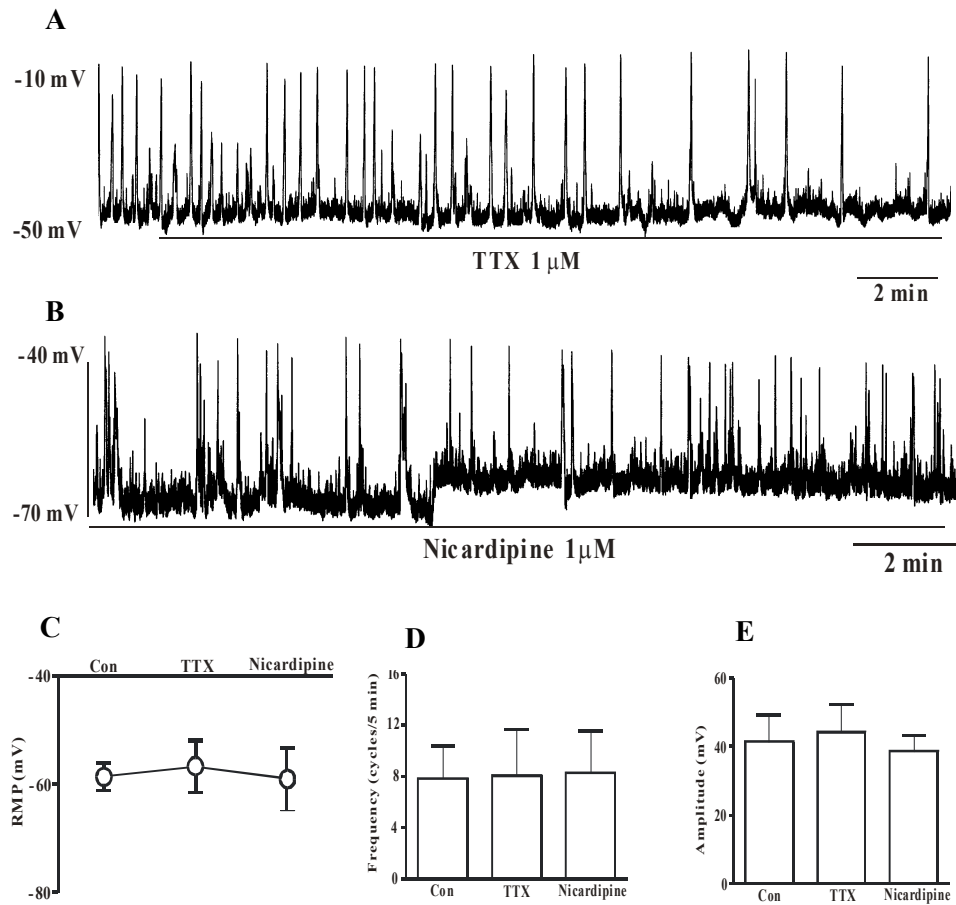 A
-10 mV
-50 mV
TTX 1 μM
2 min
B
-40 mV
-70 mV
Nicardipine 1μM
2 min
C
Con TTX Nicardipine
-40
-60
-80
RMP (mV)
D
16
12
8
4
0
Frequency (cycles/5 min)
Con TTX Nicardipine
E
60
40
20
0
Amplitude (mV)
Con TTX Nicardipine